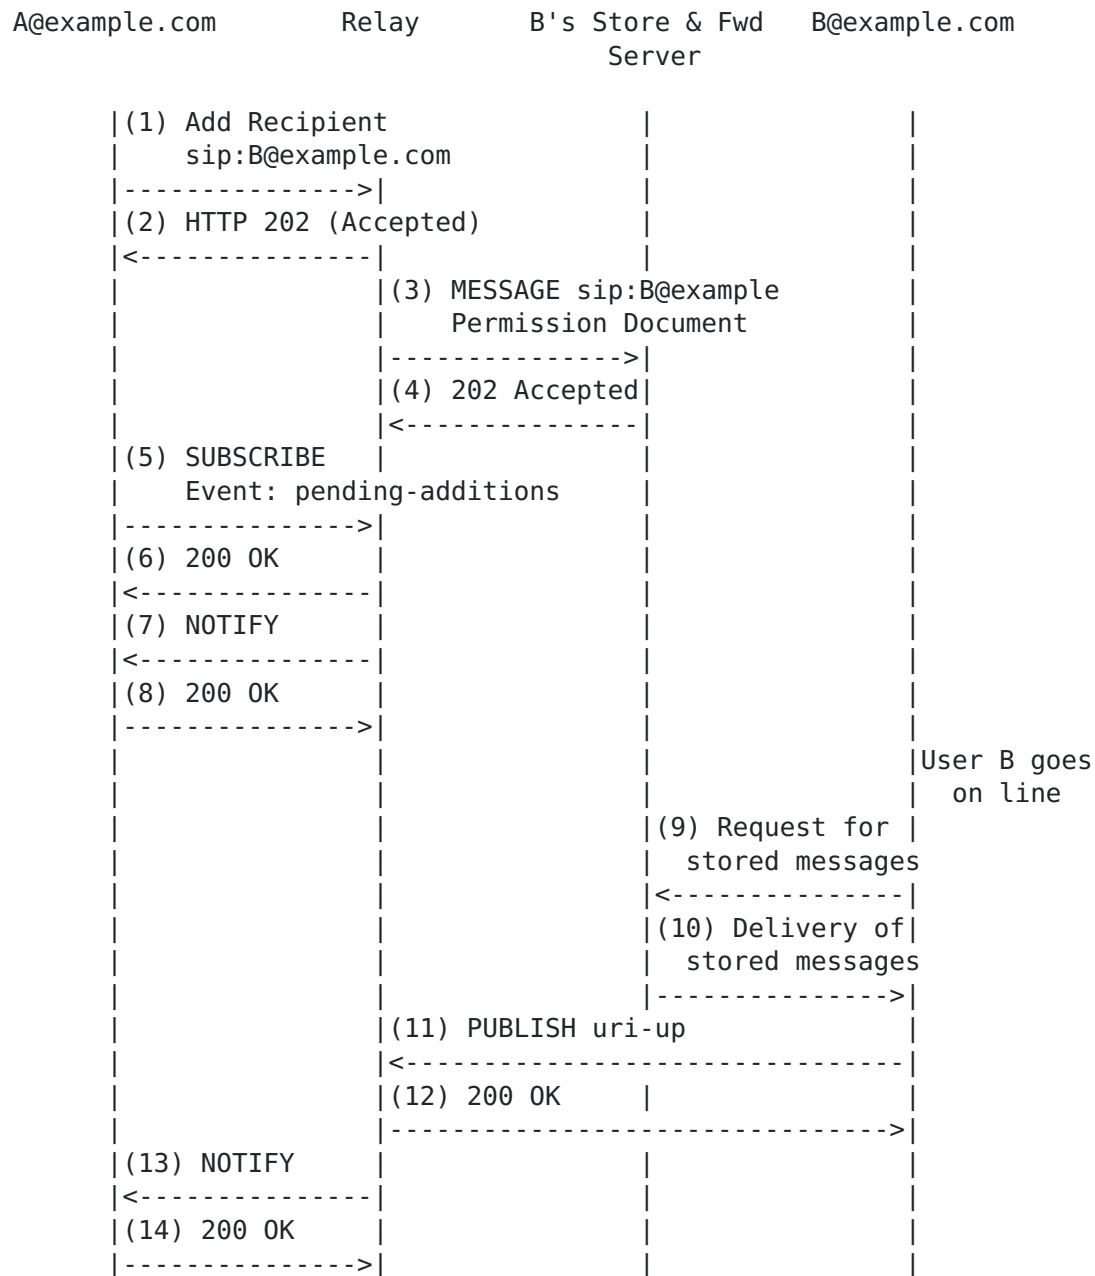 A@example.com        Relay       B's Store & Fwd   B@example.com
                                      Server

      |(1) Add Recipient                |                |
      |    sip:B@example.com            |                |
      |--------------->|                |                |
      |(2) HTTP 202 (Accepted)          |                |
      |<---------------|                |                |
      |                |(3) MESSAGE sip:B@example        |
      |                |    Permission Document          |
      |                |--------------->|                |
      |                |(4) 202 Accepted|                |
      |                |<---------------|                |
      |(5) SUBSCRIBE   |                |                |
      |    Event: pending-additions     |                |
      |--------------->|                |                |
      |(6) 200 OK      |                |                |
      |<---------------|                |                |
      |(7) NOTIFY      |                |                |
      |<---------------|                |                |
      |(8) 200 OK      |                |                |
      |--------------->|                |                |
      |                |                |                |User B goes
      |                |                |                |  on line
      |                |                |(9) Request for |
      |                |                |  stored messages
      |                |                |<---------------|
      |                |                |(10) Delivery of|
      |                |                |  stored messages
      |                |                |--------------->|
      |                |(11) PUBLISH uri-up              |
      |                |<--------------------------------|
      |                |(12) 200 OK     |                |
      |                |-------------------------------->|
      |(13) NOTIFY     |                |                |
      |<---------------|                |                |
      |(14) 200 OK     |                |                |
      |--------------->|                |                |